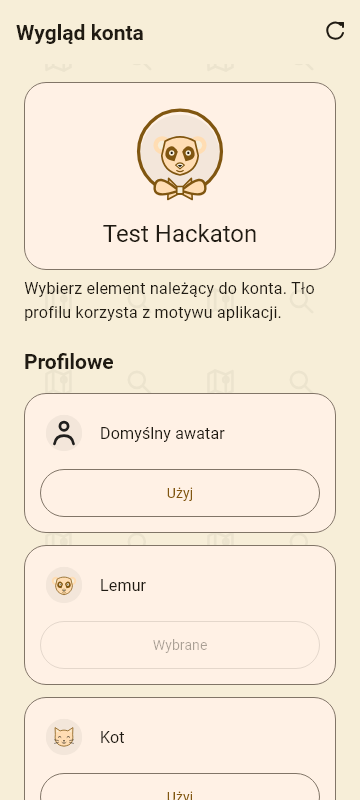 Wygląd konta
Test Hackaton
Wybierz element należący do konta. Tło
profilu korzysta z motywu aplikacji.
Profilowe
Domyślny awatar
Użyj
Lemur
Wybrane
Kot
Użyj